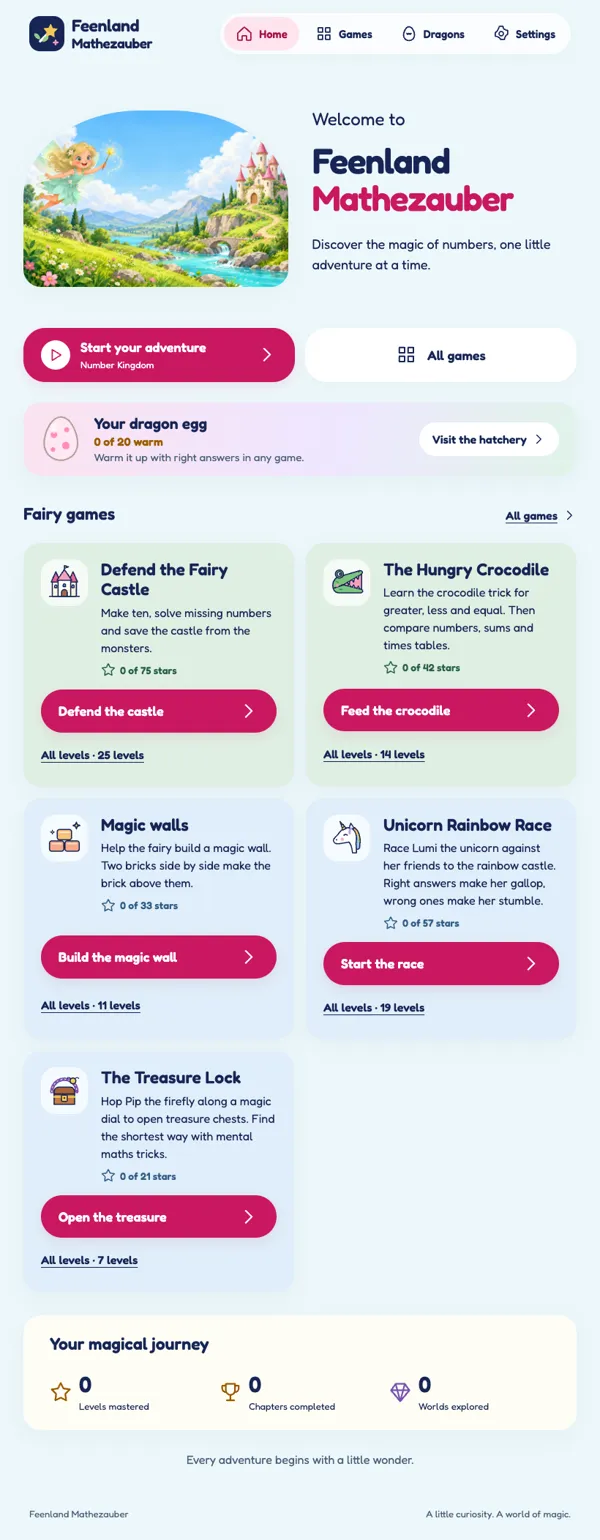 Feenland
Mathezauber
Home
Games
Dragons
Settings
Welcome to
Feenland
Mathezauber
Discover the magic of numbers, one little
adventure at a time.
Start your adventure
Number Kingdom
All games
Your dragon egg
0 of 20 warm
Warm it up with right answers in any game.
Visit the hatchery
Fairy games
All games
Defend the Fairy
Castle
Make ten, solve missing numbers
and save the castle from the
monsters.
0 of 75 stars
Defend the castle
All levels · 25 levels
The Hungry Crocodile
Learn the crocodile trick for
greater, less and equal. Then
compare numbers, sums and
times tables.
0 of 42 stars
Feed the crocodile
All levels · 14 levels
Magic walls
Help the fairy build a magic wall.
Two bricks side by side make the
brick above them.
0 of 33 stars
Build the magic wall
All levels · 11 levels
Unicorn Rainbow Race
Race Lumi the unicorn against
her friends to the rainbow castle.
Right answers make her gallop,
wrong ones make her stumble.
0 of 57 stars
Start the race
All levels · 19 levels
The Treasure Lock
Hop Pip the firefly along a magic
dial to open treasure chests. Find
the shortest way with mental
maths tricks.
0 of 21 stars
Open the treasure
All levels · 7 levels
Your magical journey
0
Levels mastered
0
Chapters completed
0
Worlds explored
Every adventure begins with a little wonder.
Feenland Mathezauber
A little curiosity. A world of magic.